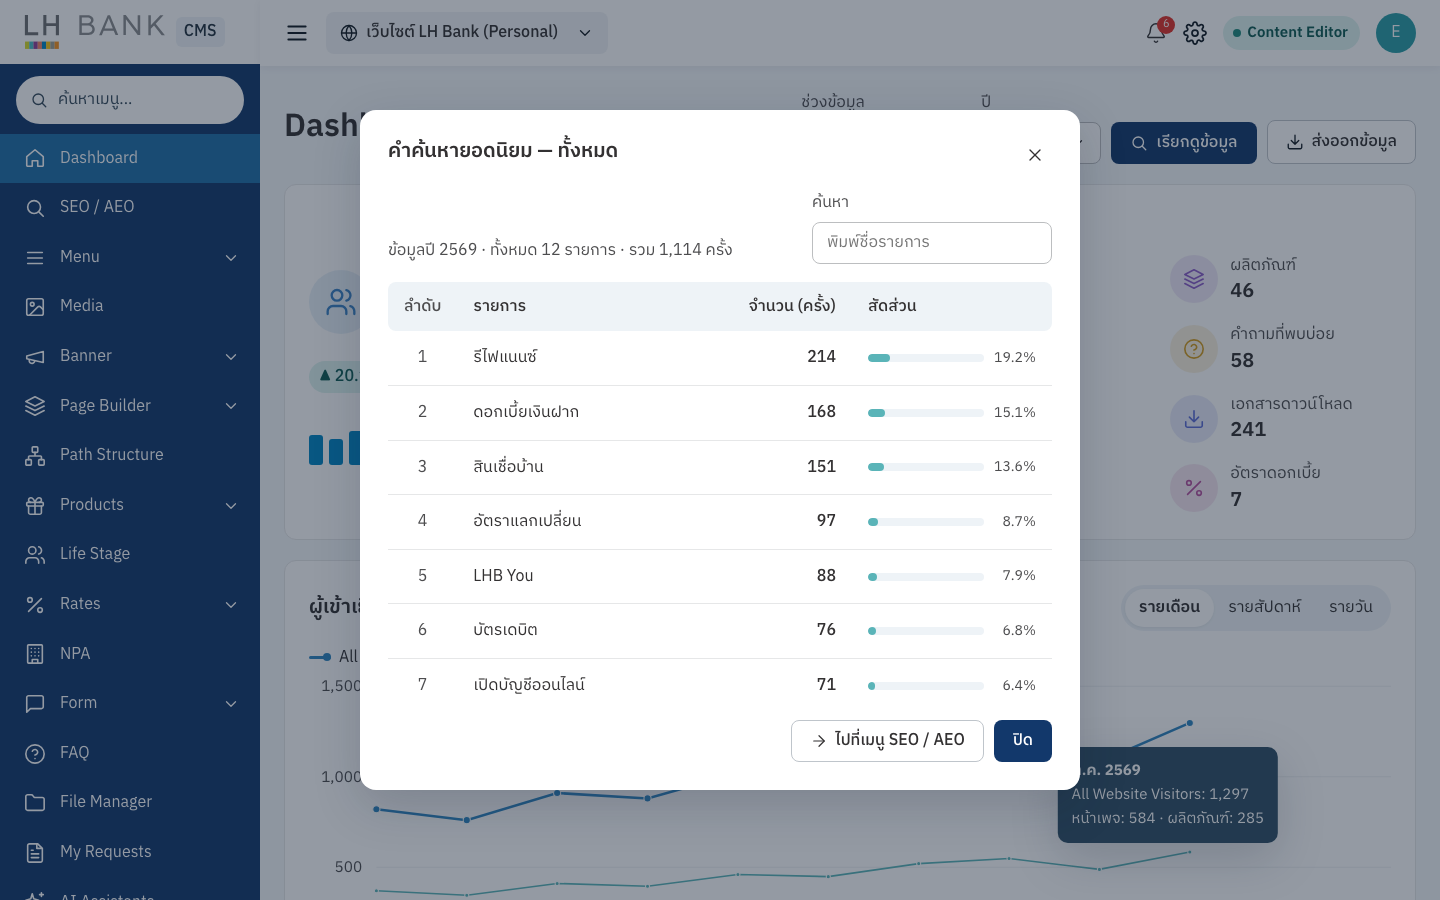 LH BANK CMS
เว็บไซต์ LH Bank (Personal)
6
Content Editor
E
ค้นหาเมนู...
Dashboard
SEO / AEO
Menu
Media
Banner
Page Builder
Path Structure
Products
Life Stage
Rates
NPA
Form
FAQ
File Manager
My Requests
AI Assistants
Dash
ช่วงข้อมูล
ปี
เรียกดูข้อมูล
ส่งออกข้อมูล
20.
ผลิตภัณฑ์
46
คำถามที่พบบ่อย
58
เอกสารดาวน์โหลด
241
อัตราดอกเบี้ย
7
รายเดือน รายสัปดาห์ รายวัน
All
1,500
1,000
500
.ค. 2569
All Website Visitors: 1,297
หน้าเพจ: 584 · ผลิตภัณฑ์: 285
คำค้นหายอดนิยม — ทั้งหมด
ค้นหา
ข้อมูลปี 2569 · ทั้งหมด 12 รายการ · รวม 1,114 ครั้ง
พิมพ์ชื่อรายการ
ลำดับ รายการ จำนวน (ครั้ง) สัดส่วน
1 รีไฟแนนซ์ 214 19.2%
2 ดอกเบี้ยเงินฝาก 168 15.1%
3 สินเชื่อบ้าน 151 13.6%
4 อัตราแลกเปลี่ยน 97 8.7%
5 LHB You 88 7.9%
6 บัตรเดบิต 76 6.8%
7 เปิดบัญชีออนไลน์ 71 6.4%
ไปที่เมนู SEO / AEO
ปิด